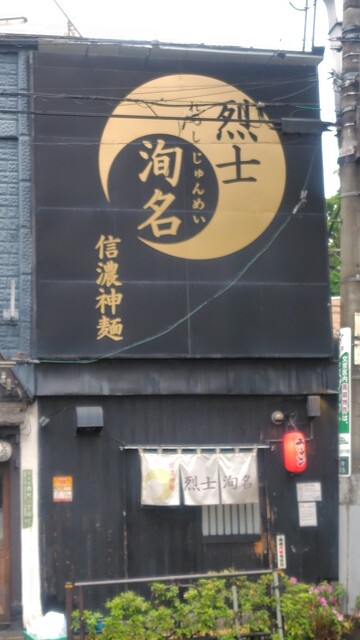 烈士
れっし
じゅんめい
洵名
信濃神麺
烈士洵名